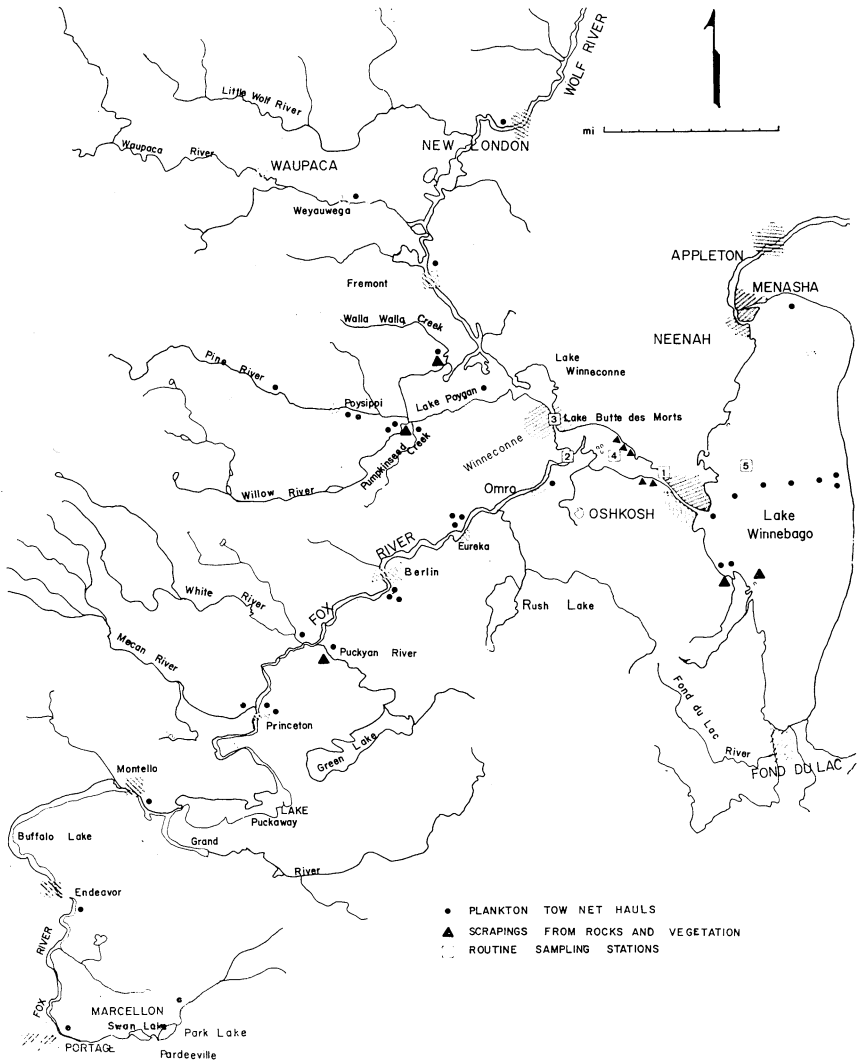 WOLF RIVER
Little Wolf River
mi
NEW LONDON
Waupaca River
WAUPACA
Weyauwega
APPLETON
Fremont
MENASHA
Walla Walla Creek
NEENAH
Pine River
Lake Winneconne
Poysippi
Lake Poygan
3
Lake Butte des Morts
Pumpkinseed Creek
Winneconne
2
4
1
5
Willow River
Omro
OSHKOSH
Lake Winnebago
RIVER
Eureka
Berlin
White River
FOX
Rush Lake
Mecan River
Puckyan River
Fond du Lac River
Princeton
Green Lake
Montello
FOND DU LAC
LAKE Puckaway
Buffalo Lake
Grand River
Endeavor
PLANKTON TOW NET HAULS
SCRAPINGS FROM ROCKS AND VEGETATION
ROUTINE SAMPLING STATIONS
FOX RIVER
MARCELLON
Swan Lake
Park Lake
PORTAGE
Pardeeville